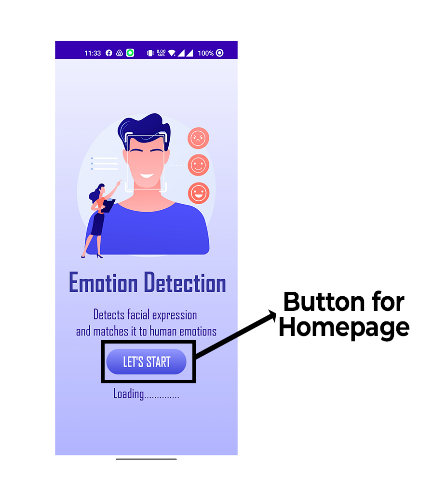 11:33 100%
Emotion Detection
Detects facial expression
and matches it to human emotions
LET'S START
Loading..............
Button for
Homepage